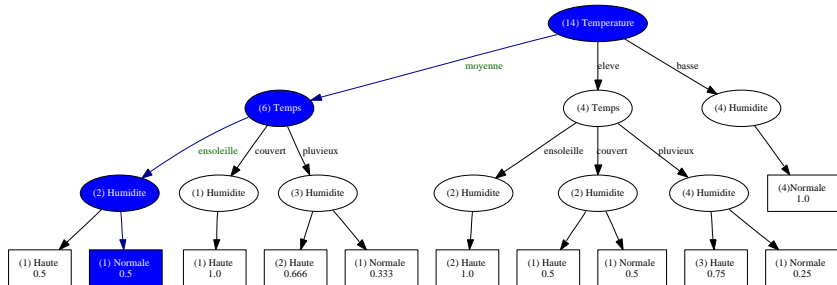 (14) Temperature
moyenne
eleve
basse
(6) Temps
(4) Temps
(4) Humidite
ensoleille
couvert
pluvieux
ensoleille
couvert
pluvieux
(2) Humidite
(1) Humidite
(3) Humidite
(2) Humidite
(2) Humidite
(4) Humidite
(4)Normale
1.0
(1) Haute
0.5
(1) Normale
0.5
(1) Haute
1.0
(2) Haute
0.666
(1) Normale
0.333
(2) Haute
1.0
(1) Haute
0.5
(1) Normale
0.5
(3) Haute
0.75
(1) Normale
0.25